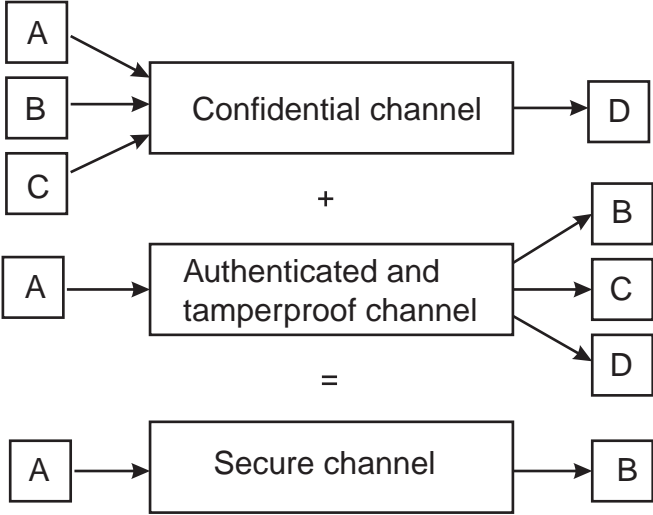 A
B
C
Confidential channel
D
+
A
Authenticated and
tamperproof channel
B
C
D
=
A
Secure channel
B